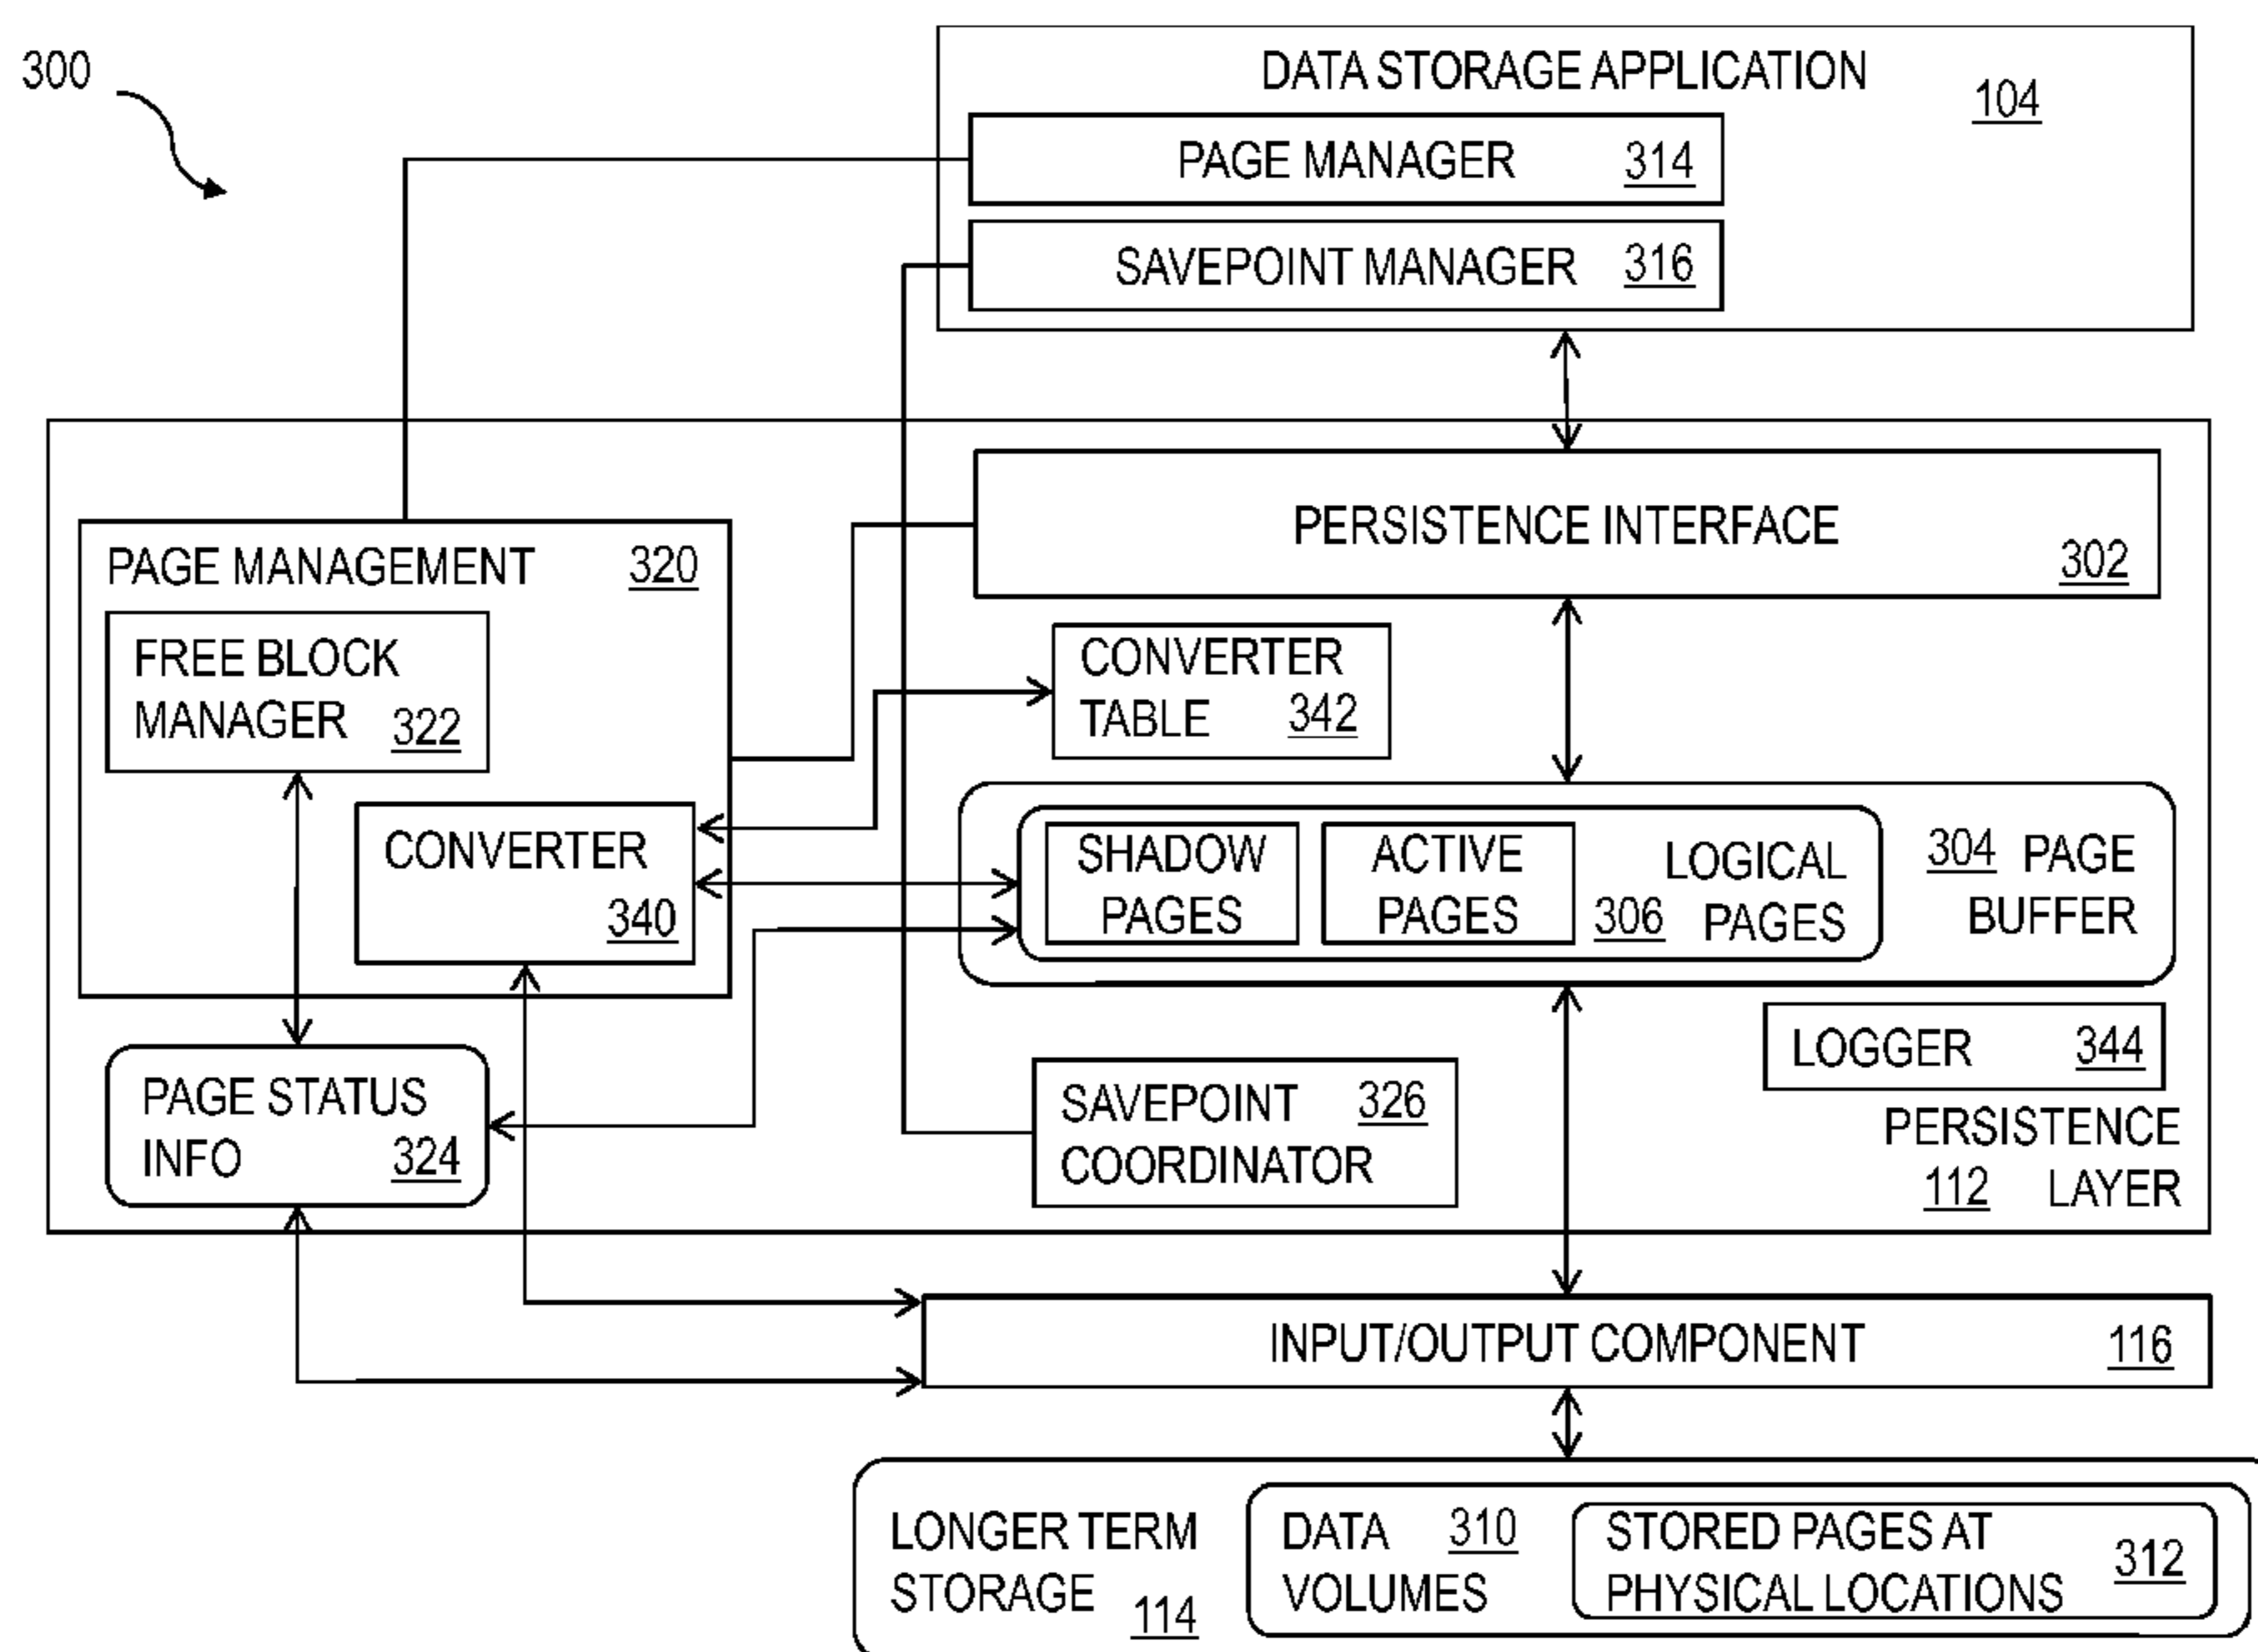 300
DATA STORAGE APPLICATION
104
PAGE MANAGER 314
SAVEPOINT MANAGER 316
PERSISTENCE INTERFACE
302
PAGE MANAGEMENT 320
FREE BLOCK
MANAGER 322
CONVERTER
TABLE 342
CONVERTER
340
SHADOW
PAGES
ACTIVE
PAGES
LOGICAL
306 PAGES
304 PAGE
BUFFER
LOGGER 344
PAGE STATUS
INFO 324
SAVEPOINT 326
COORDINATOR
PERSISTENCE
112 LAYER
INPUT/OUTPUT COMPONENT 116
LONGER TERM
STORAGE 114
DATA 310
VOLUMES
STORED PAGES AT
PHYSICAL LOCATIONS 312